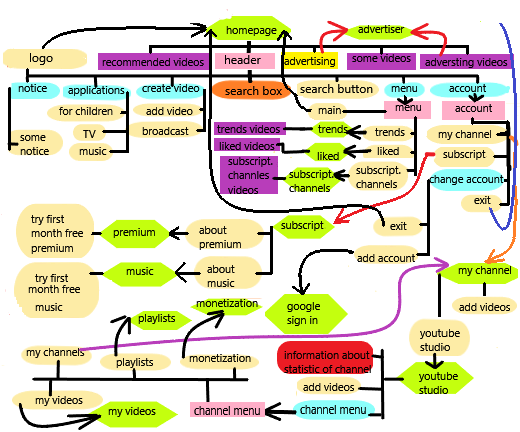 homepage
advertiser
logo
recommended videos
header
advertising
some videos
adversting videos
notice
applications
create video
search box
search button
menu
account
for children
add video
main
menu
account
some
notice
TV
broadcast
trends videos
trends
trends
my channel
music
liked videos
liked
liked
subscript
subscript.
channles
videos
subscript.
channels
subscript.
channels
change account
exit
try first
month free
premium
premium
about
premium
subscript
exit
add account
try first
month free
music
music
about
music
my channel
monetization
google
sign in
add videos
playlists
youtube
studio
my channels
playlists
monetization
information about
statistic of channel
add videos
youtube
studio
my videos
my videos
channel menu
channel menu